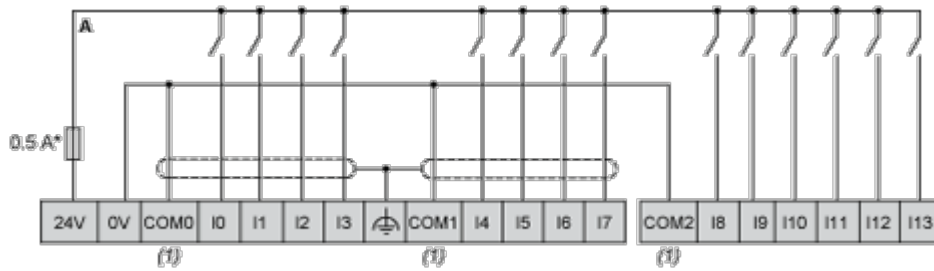 A
0.5 A*
24V 0V COM0 I0 I1 I2 I3 COM1 I4 I5 I6 I7 COM2 I8 I9 I10 I11 I12 I13
(1) (1) (1)